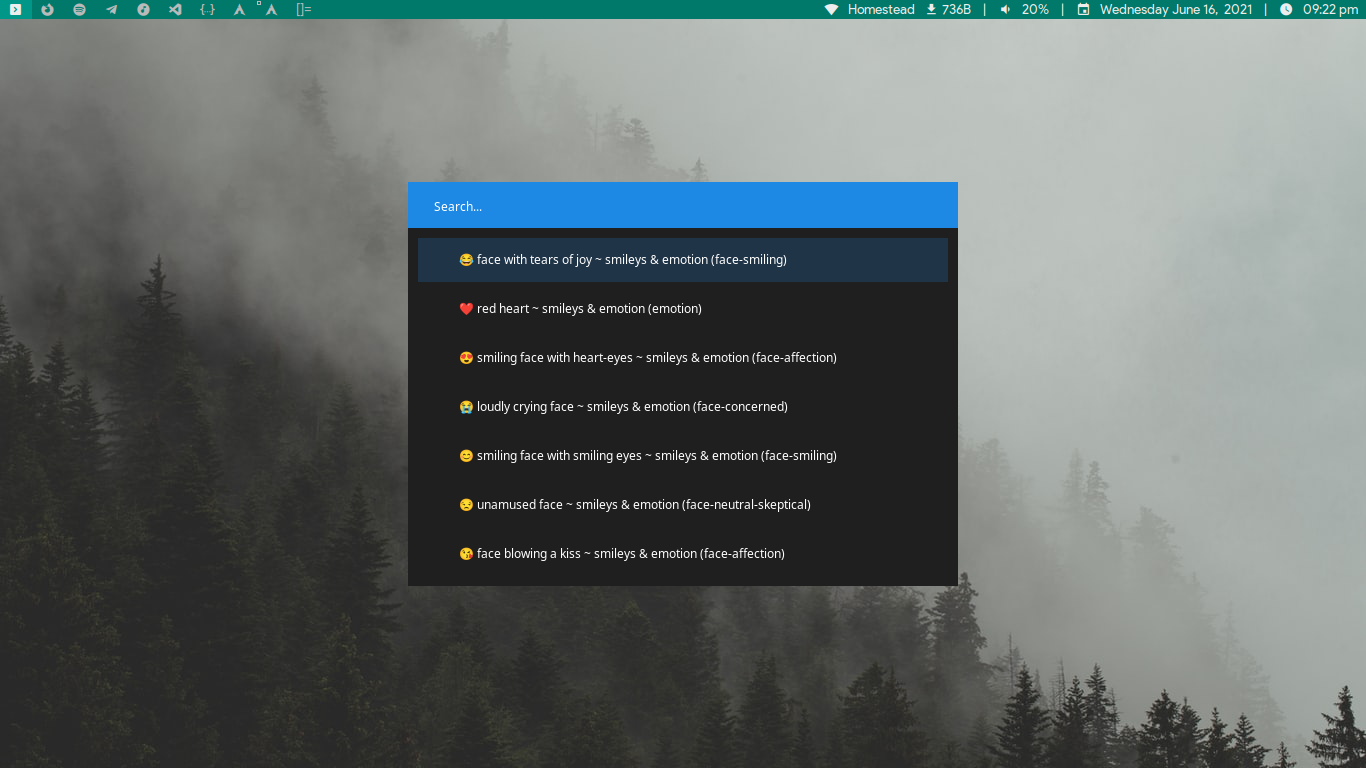 {..} []= Homestead 736B | 20% | Wednesday June 16, 2021 | 09:22 pm
Search...
😂 face with tears of joy ~ smileys & emotion (face-smiling)
❤️ red heart ~ smileys & emotion (emotion)
😍 smiling face with heart-eyes ~ smileys & emotion (face-affection)
😭 loudly crying face ~ smileys & emotion (face-concerned)
😊 smiling face with smiling eyes ~ smileys & emotion (face-smiling)
😒 unamused face ~ smileys & emotion (face-neutral-skeptical)
😘 face blowing a kiss ~ smileys & emotion (face-affection)